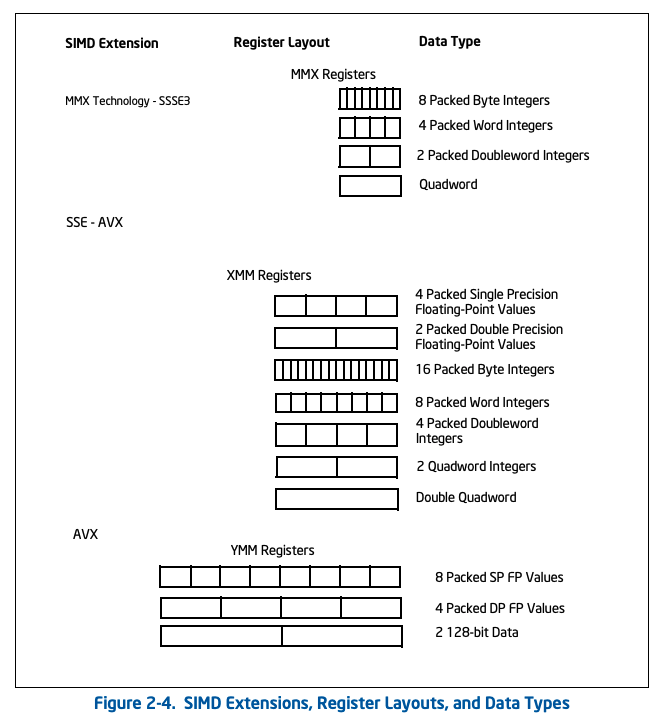 SIMD Extension Register Layout Data Type
MMX Registers
MMX Technology - SSSE3 8 Packed Byte Integers
4 Packed Word Integers
2 Packed Doubleword Integers
Quadword
SSE - AVX
XMM Registers
4 Packed Single Precision
Floating-Point Values
2 Packed Double Precision
Floating-Point Values
16 Packed Byte Integers
8 Packed Word Integers
4 Packed Doubleword
Integers
2 Quadword Integers
Double Quadword
AVX
YMM Registers
8 Packed SP FP Values
4 Packed DP FP Values
2 128-bit Data
Figure 2-4. SIMD Extensions, Register Layouts, and Data Types